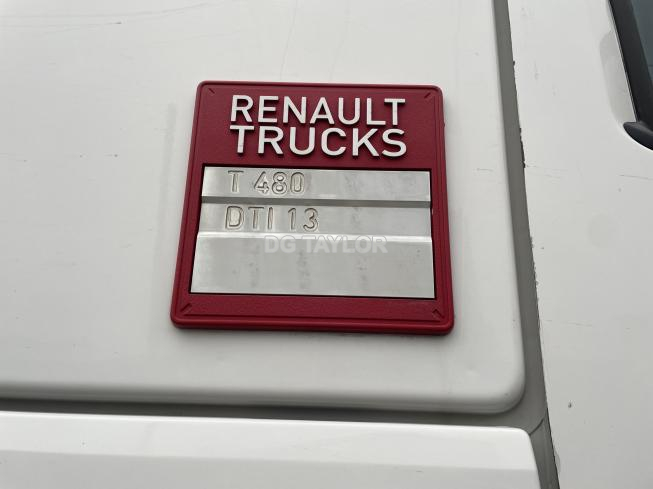 RENAULT
TRUCKS
T 480
DTI 13
DG TAYLOR